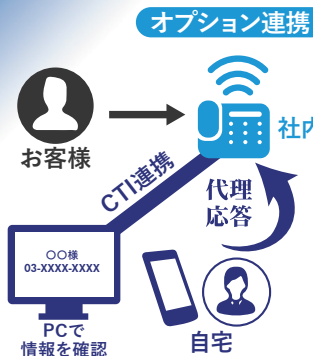 オプション連携
お客様
社内
CTI連携
代理
応答
〇〇様
03-XXXX-XXXX
PCで
情報を確認
自宅